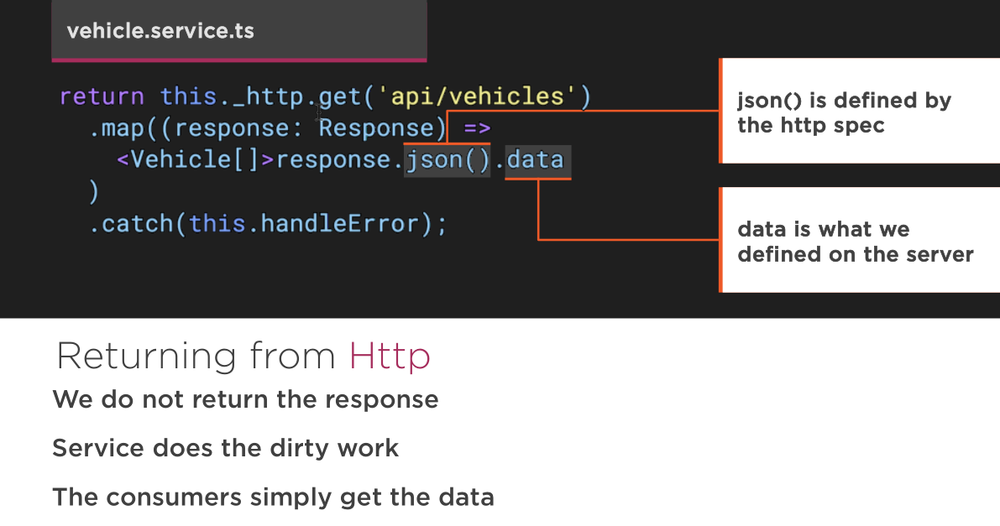 vehicle.service.ts
return this._http.get('api/vehicles')
.map((response: Response) =>
<Vehicle[]>response.json().data
)
.catch(this.handleError);
json() is defined by
the http spec
data is what we
defined on the server
Returning from Http
We do not return the response
Service does the dirty work
The consumers simply get the data